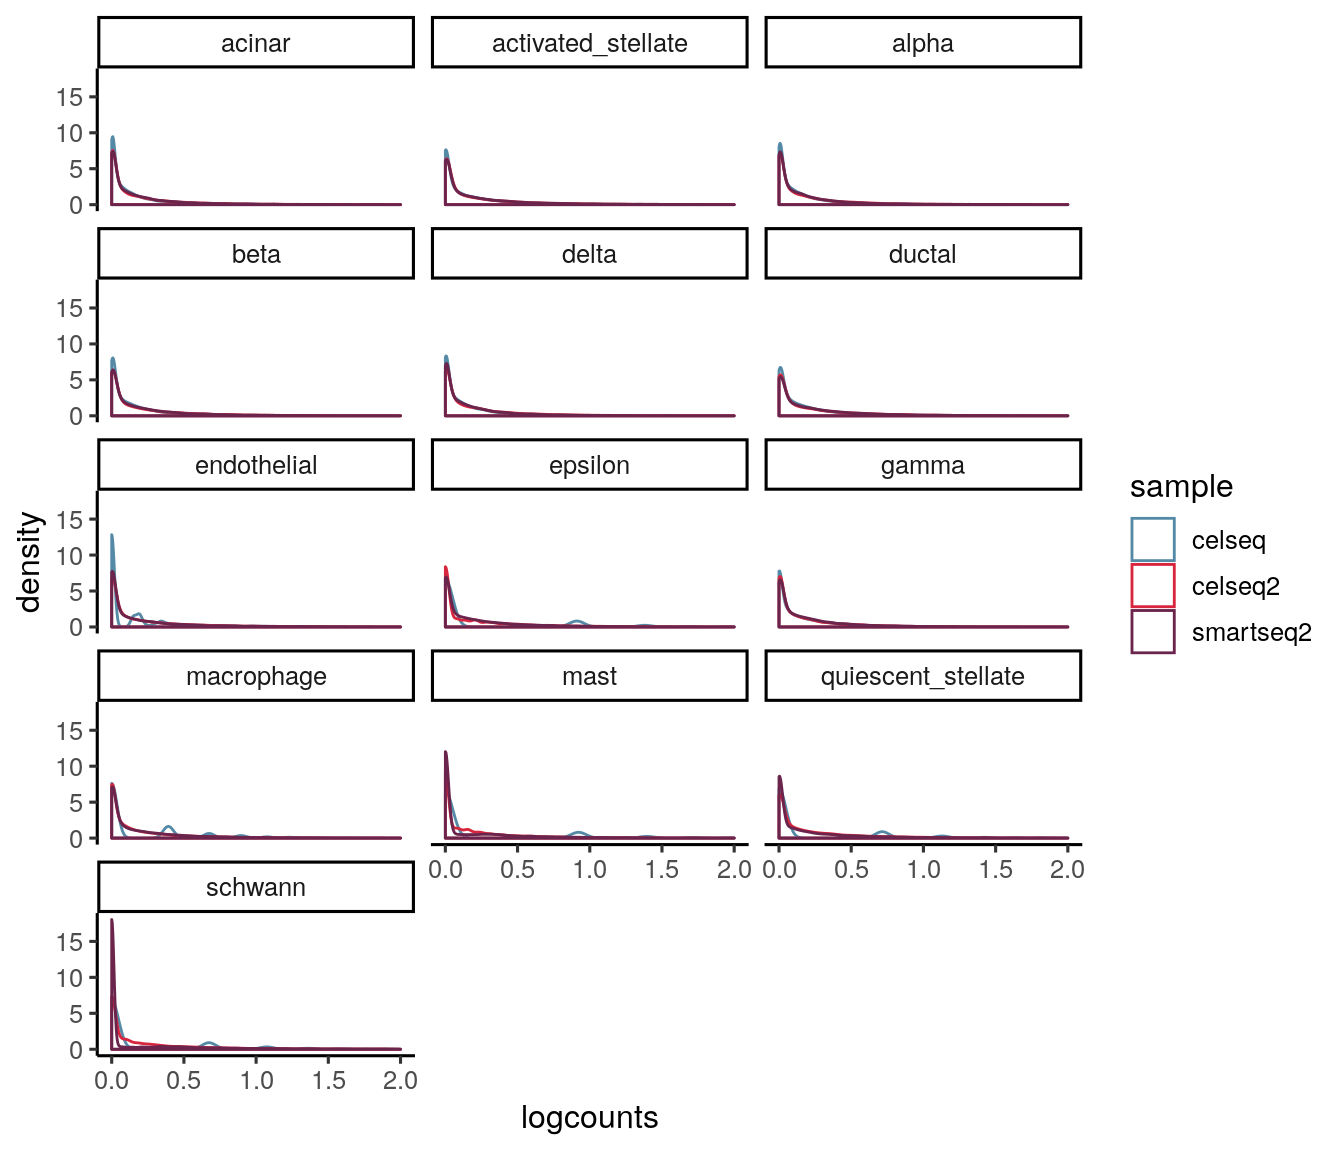 acinar activated_stellate alpha
15
10
5
0
beta delta ductal
15
10
5
0
endothelial epsilon gamma
15
10
5
0
macrophage mast quiescent_stellate
15
10
5
0
0.0 0.5 1.0 1.5 2.0 0.0 0.5 1.0 1.5 2.0
schwann
15
10
5
0
0.0 0.5 1.0 1.5 2.0
logcounts
density
sample
celseq
celseq2
smartseq2